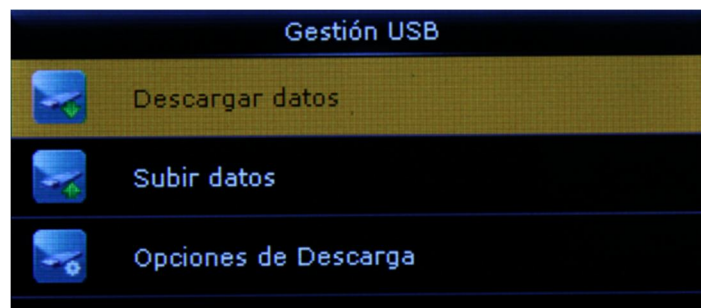 Gestión USB
Descargar datos
Subir datos
Opciones de Descarga